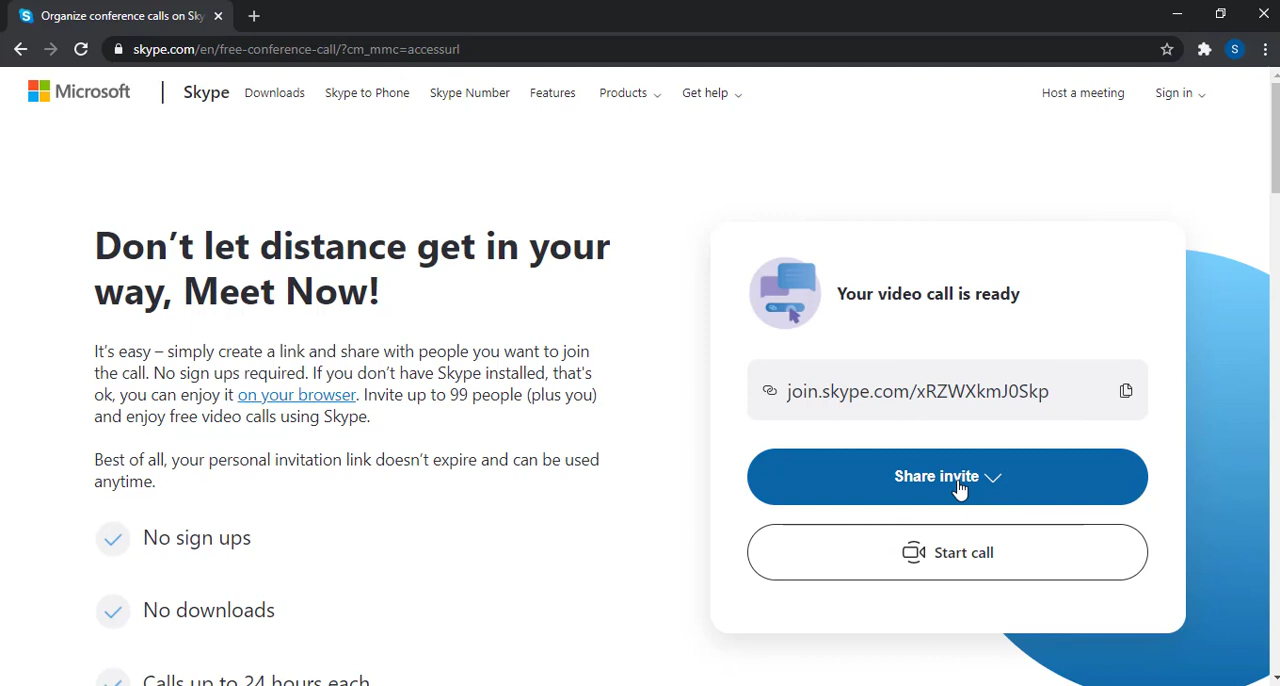 Organize conference calls on Sky
skype.com/en/free-conference-call/?cm_mmc=accessurl
S
Microsoft
Skype
Downloads
Skype to Phone
Skype Number
Features
Products
Get help
Host a meeting
Sign in
Don’t let distance get in your
way, Meet Now!
It’s easy – simply create a link and share with people you want to join
the call. No sign ups required. If you don’t have Skype installed, that's
ok, you can enjoy it on your browser. Invite up to 99 people (plus you)
and enjoy free video calls using Skype.
Best of all, your personal invitation link doesn’t expire and can be used
anytime.
No sign ups
No downloads
Calls up to 24 hours each
Your video call is ready
join.skype.com/xRZWXkmJ0Skp
Share invite
Start call